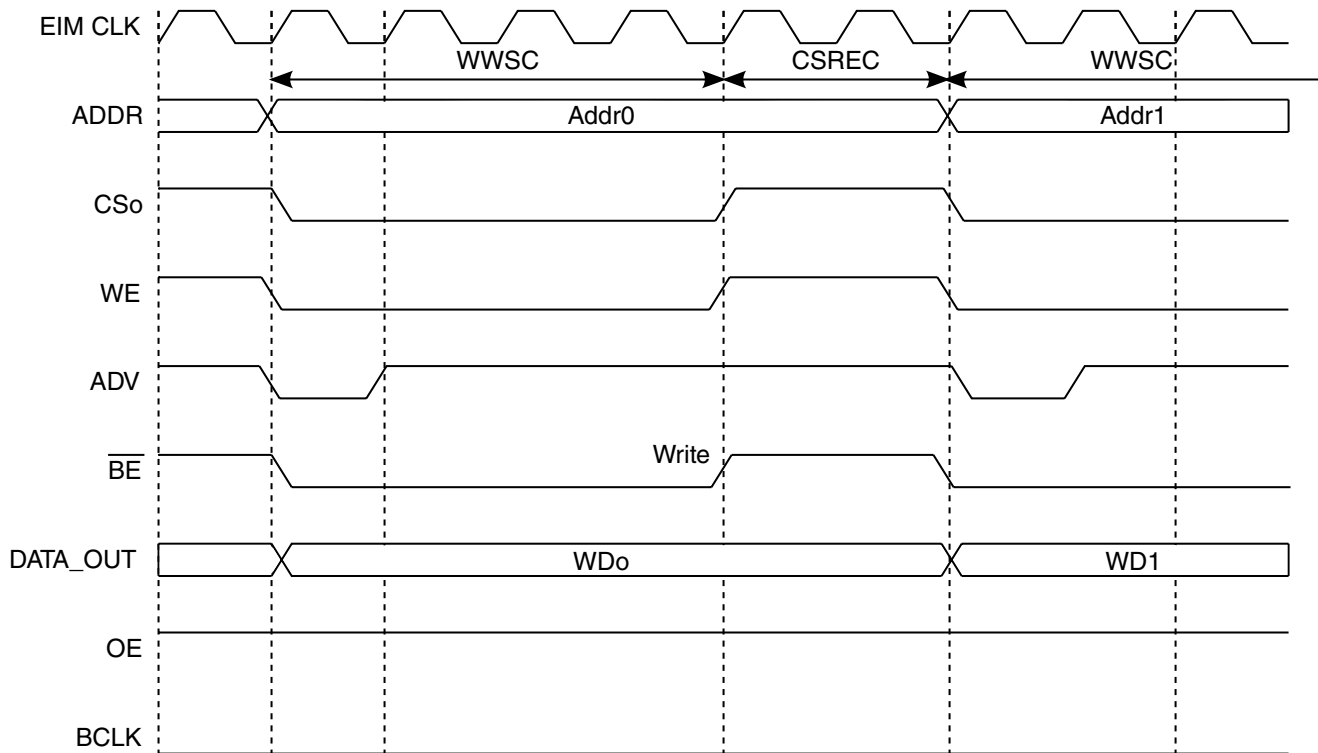 EIM CLK
WWSC CSREC WWSC
ADDR Addr0 Addr1
CSo
WE
ADV
BE Write
DATA_OUT WDo WD1
OE
BCLK